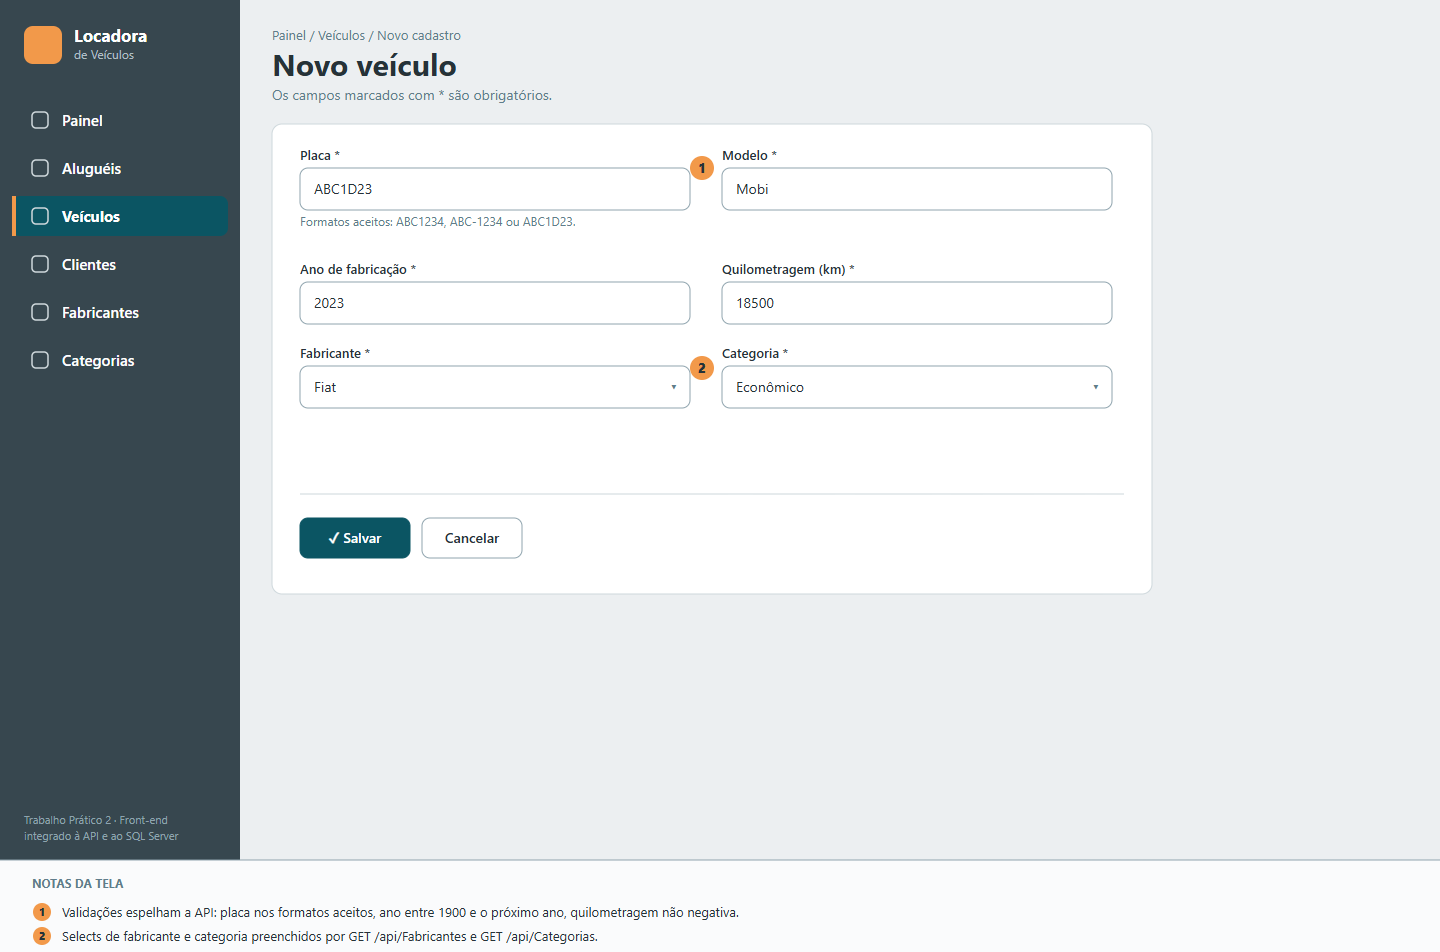 Locadora
de Veículos
Painel
Aluguéis
Veículos
Clientes
Fabricantes
Categorias
Trabalho Prático 2 · Front-end
integrado à API e ao SQL Server
Painel / Veículos / Novo cadastro
Novo veículo
Os campos marcados com * são obrigatórios.
Placa *
ABC1D23
Formatos aceitos: ABC1234, ABC-1234 ou ABC1D23.
1
Modelo *
Mobi
Ano de fabricação *
2023
Quilometragem (km) *
18500
Fabricante *
Fiat
2
Categoria *
Econômico
✓ Salvar
Cancelar
NOTAS DA TELA
1 Validações espelham a API: placa nos formatos aceitos, ano entre 1900 e o próximo ano, quilometragem não negativa.
2 Selects de fabricante e categoria preenchidos por GET /api/Fabricantes e GET /api/Categorias.